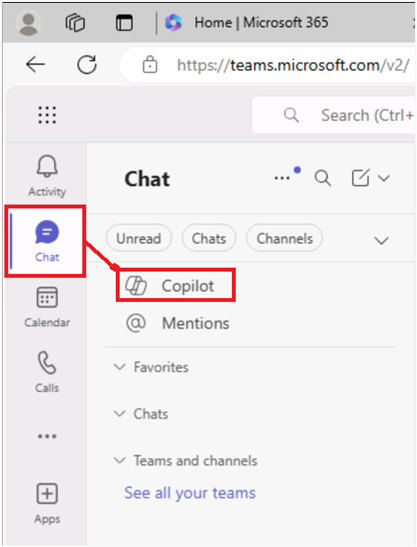 Home | Microsoft 365
https://teams.microsoft.com/v2/
Search (Ctrl+
Activity
Chat
Unread
Chats
Channels
Chat
Copilot
@ Mentions
Calendar
Favorites
Calls
Chats
Teams and channels
See all your teams
Apps